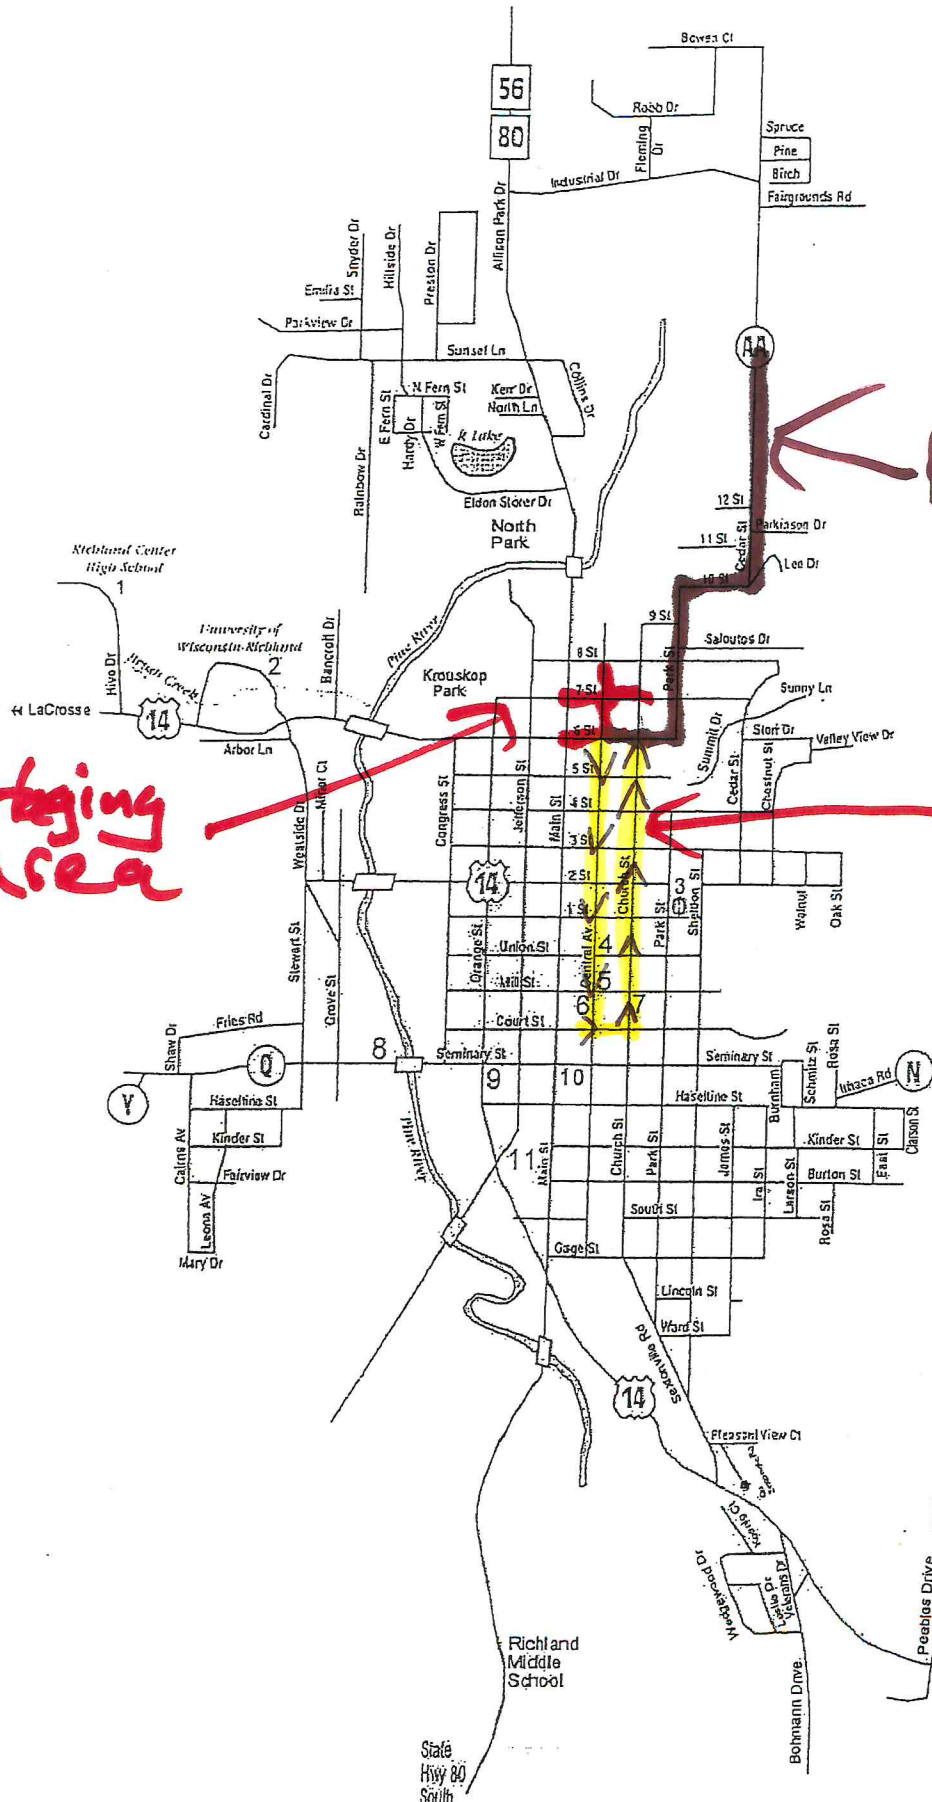 Bowen Ct
56
80
Robb Dr
Fleming Dr
Spruce
Pine
Birch
Industrial Dr
Fairgrounds Rd
Allison Park Dr
Snyder Dr
Hillside Dr
Preston Dr
Emilia St
Parkview Dr
Sunset Ln
AA
Cardinal Dr
N Fern St
E Fern St
W Fern St
Hardy Dr
Kerr Dr
North Ln
Collins Dr
Rainbow Dr
Eldon Storer Dr
North
Park
12 St
11 St
10 St
Cedar St
Parkinson Dr
Lee Dr
Richland Center
High School
1
University of
Wisconsin-Richland
2
Bancroft Dr
Pine River
Hive Dr
9 St
8 St
Saloutos Dr
Park St
Krouskop
Park
7 St
Sunny Ln
LaCrosse
14
Arbor Ln
6 St
Summit Dr
Stori Dr
Valley View Dr
5 St
Cedar St
Chestnut St
Congress St
Jefferson St
Main St
4 St
3 St
Westside Dr
14
2 St
Church St
3
Walnut
Oak St
1 St
Park St
Sheldon St
Stewart St
Grove St
Orange St
Union St
Central Av
4
Mill St
5
6
7
Court St
Shaw Dr
Fries Rd
Q
8
Seminary St
Seminary St
Rosa St
Schmitz St
Burnham
Ithaca Rd
N
V
9
10
Haseltine St
Haseltine St
Kinder St
Cairns Av
Fairview Dr
Leona Av
Mary Dr
Pine River
11
Main St
Church St
Park St
James St
Ira St
Larson St
Kinder St
East St
Clarson St
Burton St
South St
Rosa St
Gage St
Lincoln St
Ward St
Sextonville Rd
14
Pleasant View Ct
Wedgewood Dr
Leslie Dr
Veterans Dr
Peebles Drive
Bohmann Drive
Richland
Middle
School
State
Hwy 80
South